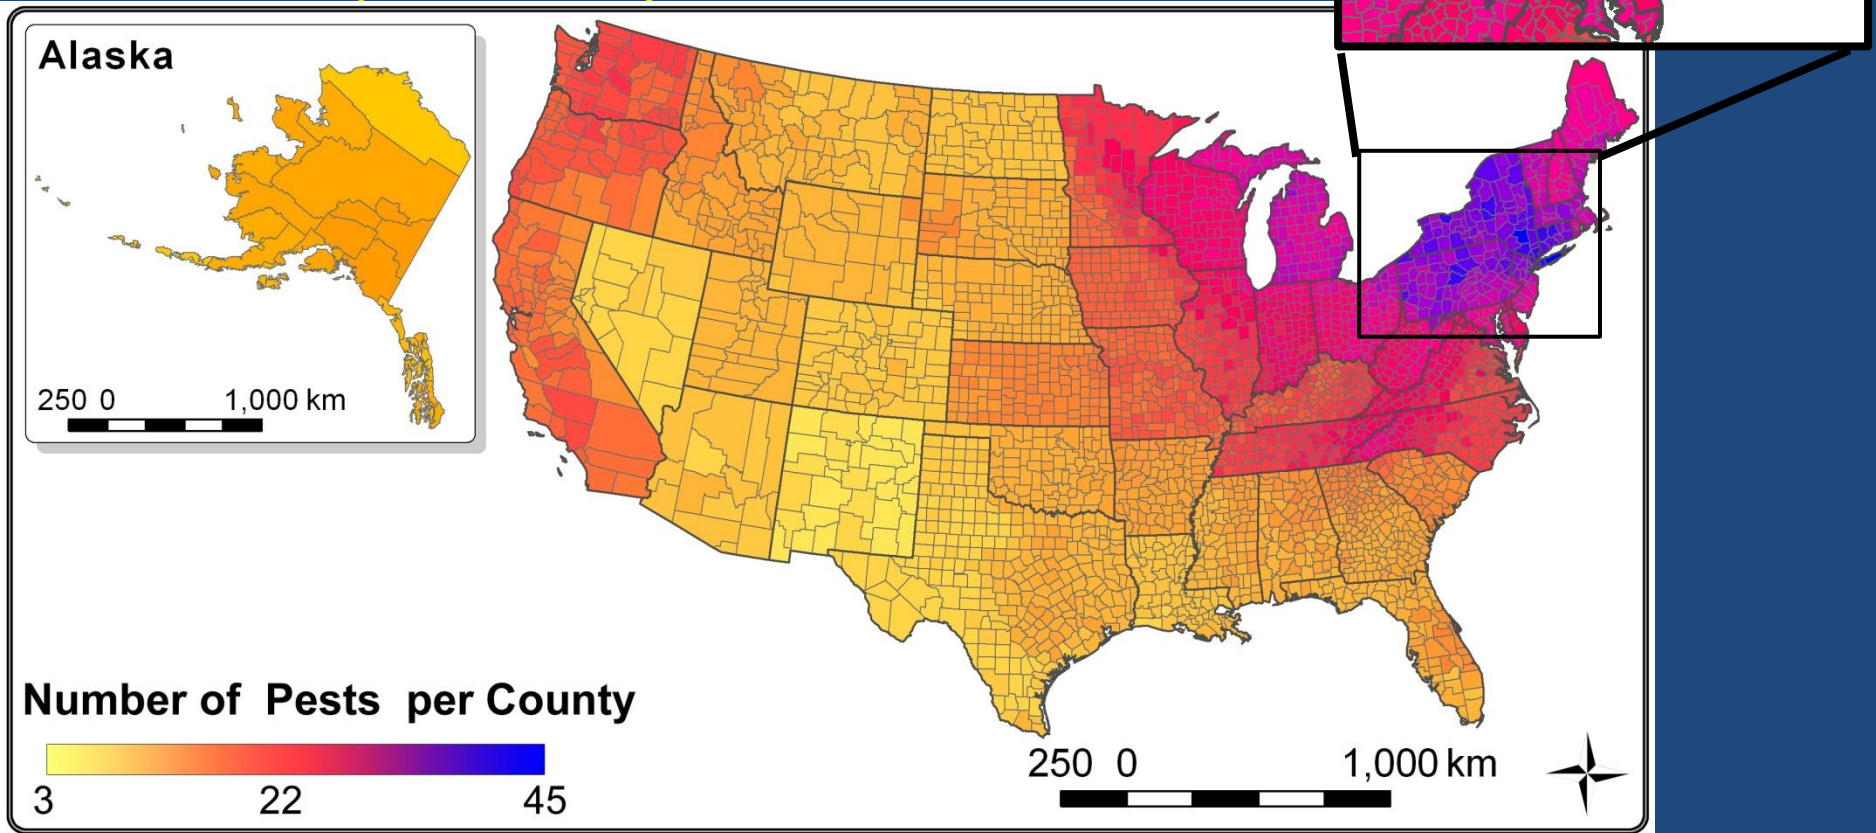 Alaska
250 0 1,000 km
Number of Pests per County
3 22 45
250 0 1,000 km